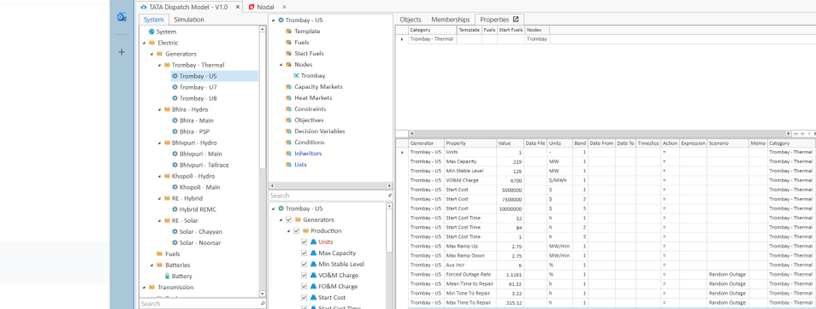 TATA Dispatch Model - V1.0
Nodal
System
Simulation
System
Electric
Generators
Trombay - Thermal
Trombay - U5
Trombay - U7
Trombay - U8
Bhira - Hydro
Bhira - Main
Bhira - PSP
Bhivpuri - Hydro
Bhivpuri - Main
Bhivpuri - Tailrace
Khopoli - Hydro
Khopoli - Main
RE - Hybrid
Hybrid REMC
RE - Solar
Solar - Chayyan
Solar - Noorsar
Fuels
Batteries
Battery
Transmission
Search
Trombay - U5
Template
Fuels
Start Fuels
Nodes
Trombay
Capacity Markets
Heat Markets
Constraints
Objectives
Decision Variables
Conditions
Inheritors
Lists
Search
Trombay - U5
Generators
Production
Units
Max Capacity
Min Stable Level
VO&M Charge
FO&M Charge
Start Cost
Start Cost Time
Objects
Memberships
Properties
Category Template Fuels Start Fuels Nodes
Trombay - Thermal Trombay
Generator Property Value Data File Units Band Date From Date To Timeslice Action Expression Scenario Memo Category
Trombay - U5 Units 1 - 1 = Trombay - Thermal
Trombay - U5 Max Capacity 225 MW 1 = Trombay - Thermal
Trombay - U5 Min Stable Level 126 MW 1 = Trombay - Thermal
Trombay - U5 VO&M Charge 6700 $/MWh 1 = Trombay - Thermal
Trombay - U5 Start Cost 5000000 $ 1 = Trombay - Thermal
Trombay - U5 Start Cost 7500000 $ 2 = Trombay - Thermal
Trombay - U5 Start Cost 10000000 $ 3 = Trombay - Thermal
Trombay - U5 Start Cost Time 12 h 1 = Trombay - Thermal
Trombay - U5 Start Cost Time 84 h 2 = Trombay - Thermal
Trombay - U5 Start Cost Time 1 h 3 = Trombay - Thermal
Trombay - U5 Max Ramp Up 2.75 MW/min 1 = Trombay - Thermal
Trombay - U5 Max Ramp Down 2.75 MW/min 1 = Trombay - Thermal
Trombay - U5 Aux Incr 6 % 1 = Trombay - Thermal
Trombay - U5 Forced Outage Rate 1.1161 % 1 = Random Outage Trombay - Thermal
Trombay - U5 Mean Time to Repair 61.22 h 1 = Random Outage Trombay - Thermal
Trombay - U5 Min Time To Repair 3.22 h 1 = Random Outage Trombay - Thermal
Trombay - U5 Max Time To Repair 215.12 h 1 = Random Outage Trombay - Thermal